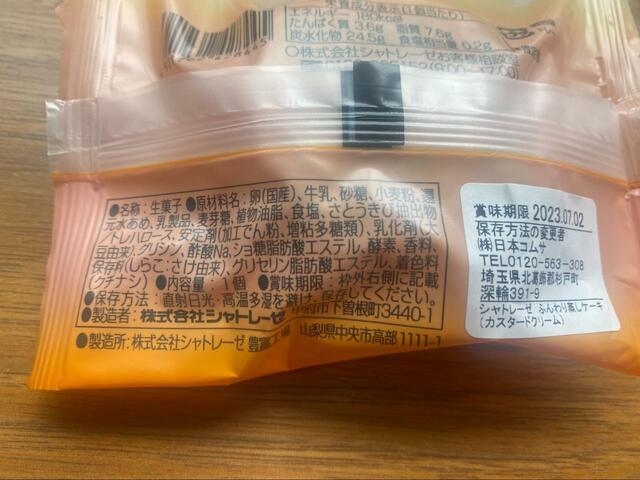 栄養成分表示(1個当たり)
エネルギー 180kcal
たんぱく質 3.6g 脂質 7.6g
炭水化物 24.5g 食塩相当量 0.2g
○株式会社シャトレーゼお客様相談室
●名称：生菓子●原材料名：卵(国産)、牛乳、砂糖、小麦粉、還
元水あめ、乳製品、麦芽糖、植物油脂、食塩、さとうきび抽出物
/トレハロース、安定剤(加工でん粉、増粘多糖類)、乳化剤(大
豆由来)、グリシン、酢酸Na、ショ糖脂肪酸エステル、酵素、香料、
保存料(しらこ：さけ由来)、グリセリン脂肪酸エステル、着色料
(クチナシ)●内容量：1個●賞味期限：枠外右側に記載
●保存方法：直射日光・高温多湿を避け、保存してください。
●製造者：株式会社シャトレーゼ 甲府市下曽根町3440-1
●製造所：株式会社シャトレーゼ 豊富工場 山梨県中央市高部1111-1
賞味期限 2023.07.02
保存方法の変更者
(株)日本コムサ
TEL0120-563-308
埼玉県北葛飾郡杉戸町
深輪391-9
シャトレーゼ ふんわり蒸しケーキ
(カスタードクリーム)